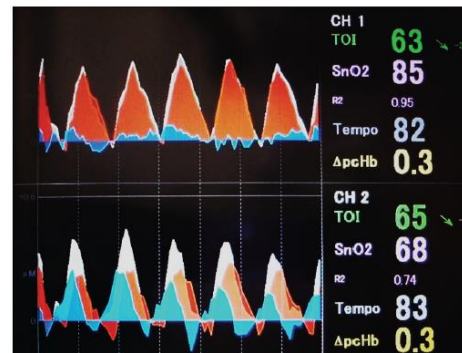 CH 1
TOI 63
SnO2 85
R2 0.95
Tempo 82
ΔpcHb 0.3
CH 2
TOI 65
SnO2 68
R2 0.74
Tempo 83
ΔpcHb 0.3